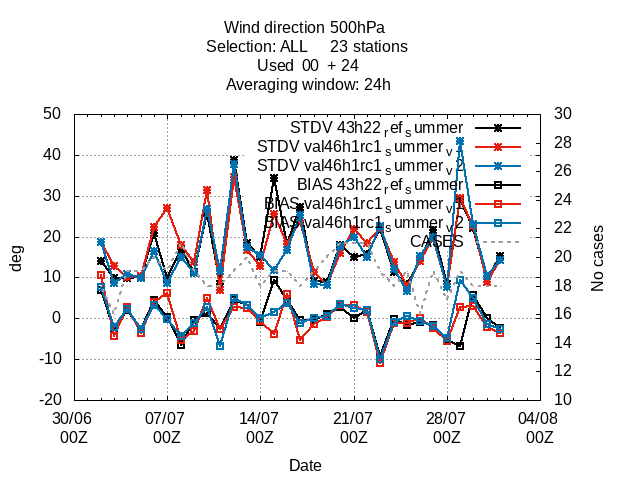 Wind direction 500hPa
Selection: ALL 23 stations
Used 00 + 24
Averaging window: 24h
50 30
STDV 43h22_ref_summer
28
STDV val46h1rc1_summer_v
40 STDV val46h1rc1_summer_v2 26
BIAS 43h22_ref_summer
30 24
BIAS val46h1rc1_summer_v
BIAS val46h1rc1_summer_v2
22
CASES
20 20
10 18
0 16
14
-10
12
-20 10
deg
No cases
30/06 07/07 14/07 21/07 28/07 04/08
00Z 00Z 00Z 00Z 00Z 00Z
Date